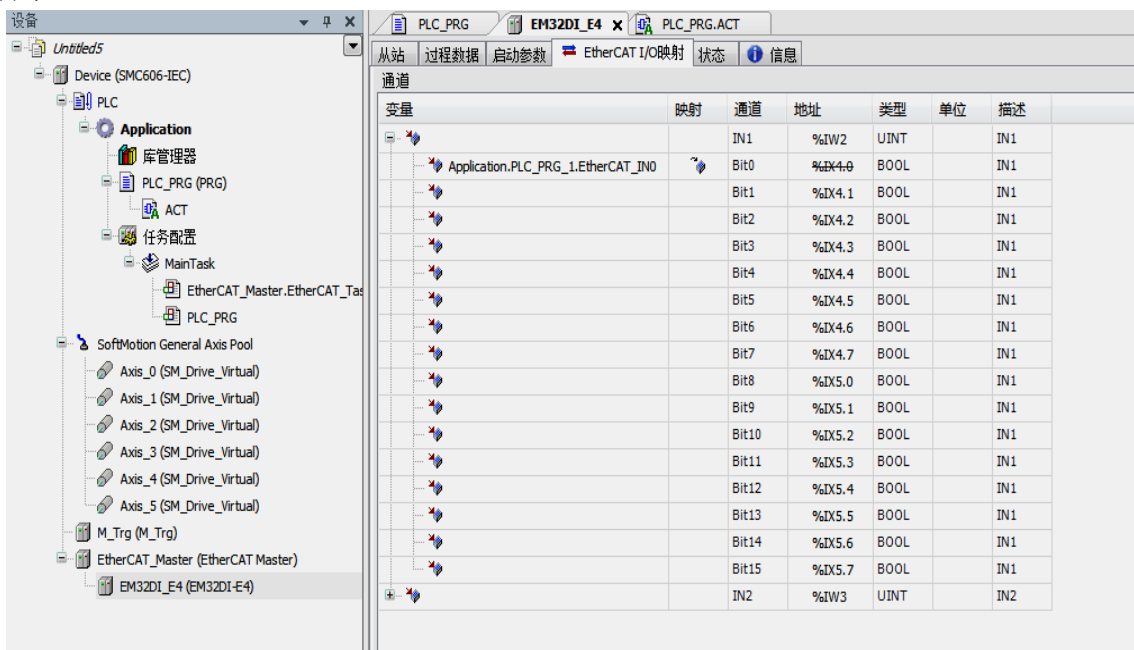 设备
Untitled5
Device (SMC606-IEC)
PLC
Application
库管理器
PLC_PRG (PRG)
ACT
任务配置
MainTask
EtherCAT_Master.EtherCAT_Tas
PLC_PRG
SoftMotion General Axis Pool
Axis_0 (SM_Drive_Virtual)
Axis_1 (SM_Drive_Virtual)
Axis_2 (SM_Drive_Virtual)
Axis_3 (SM_Drive_Virtual)
Axis_4 (SM_Drive_Virtual)
Axis_5 (SM_Drive_Virtual)
M_Trg (M_Trg)
EtherCAT_Master (EtherCAT Master)
EM32DI_E4 (EM32DI-E4)
PLC_PRG EM32DI_E4 PLC_PRG.ACT
从站 过程数据 启动参数 EtherCAT I/O映射 状态 信息
通道
变量 映射 通道 地址 类型 单位 描述
IN1 %IW2 UINT IN1
Application.PLC_PRG_1.EtherCAT_IN0 Bit0 %IX4.0 BOOL IN1
Bit1 %IX4.1 BOOL IN1
Bit2 %IX4.2 BOOL IN1
Bit3 %IX4.3 BOOL IN1
Bit4 %IX4.4 BOOL IN1
Bit5 %IX4.5 BOOL IN1
Bit6 %IX4.6 BOOL IN1
Bit7 %IX4.7 BOOL IN1
Bit8 %IX5.0 BOOL IN1
Bit9 %IX5.1 BOOL IN1
Bit10 %IX5.2 BOOL IN1
Bit11 %IX5.3 BOOL IN1
Bit12 %IX5.4 BOOL IN1
Bit13 %IX5.5 BOOL IN1
Bit14 %IX5.6 BOOL IN1
Bit15 %IX5.7 BOOL IN1
IN2 %IW3 UINT IN2